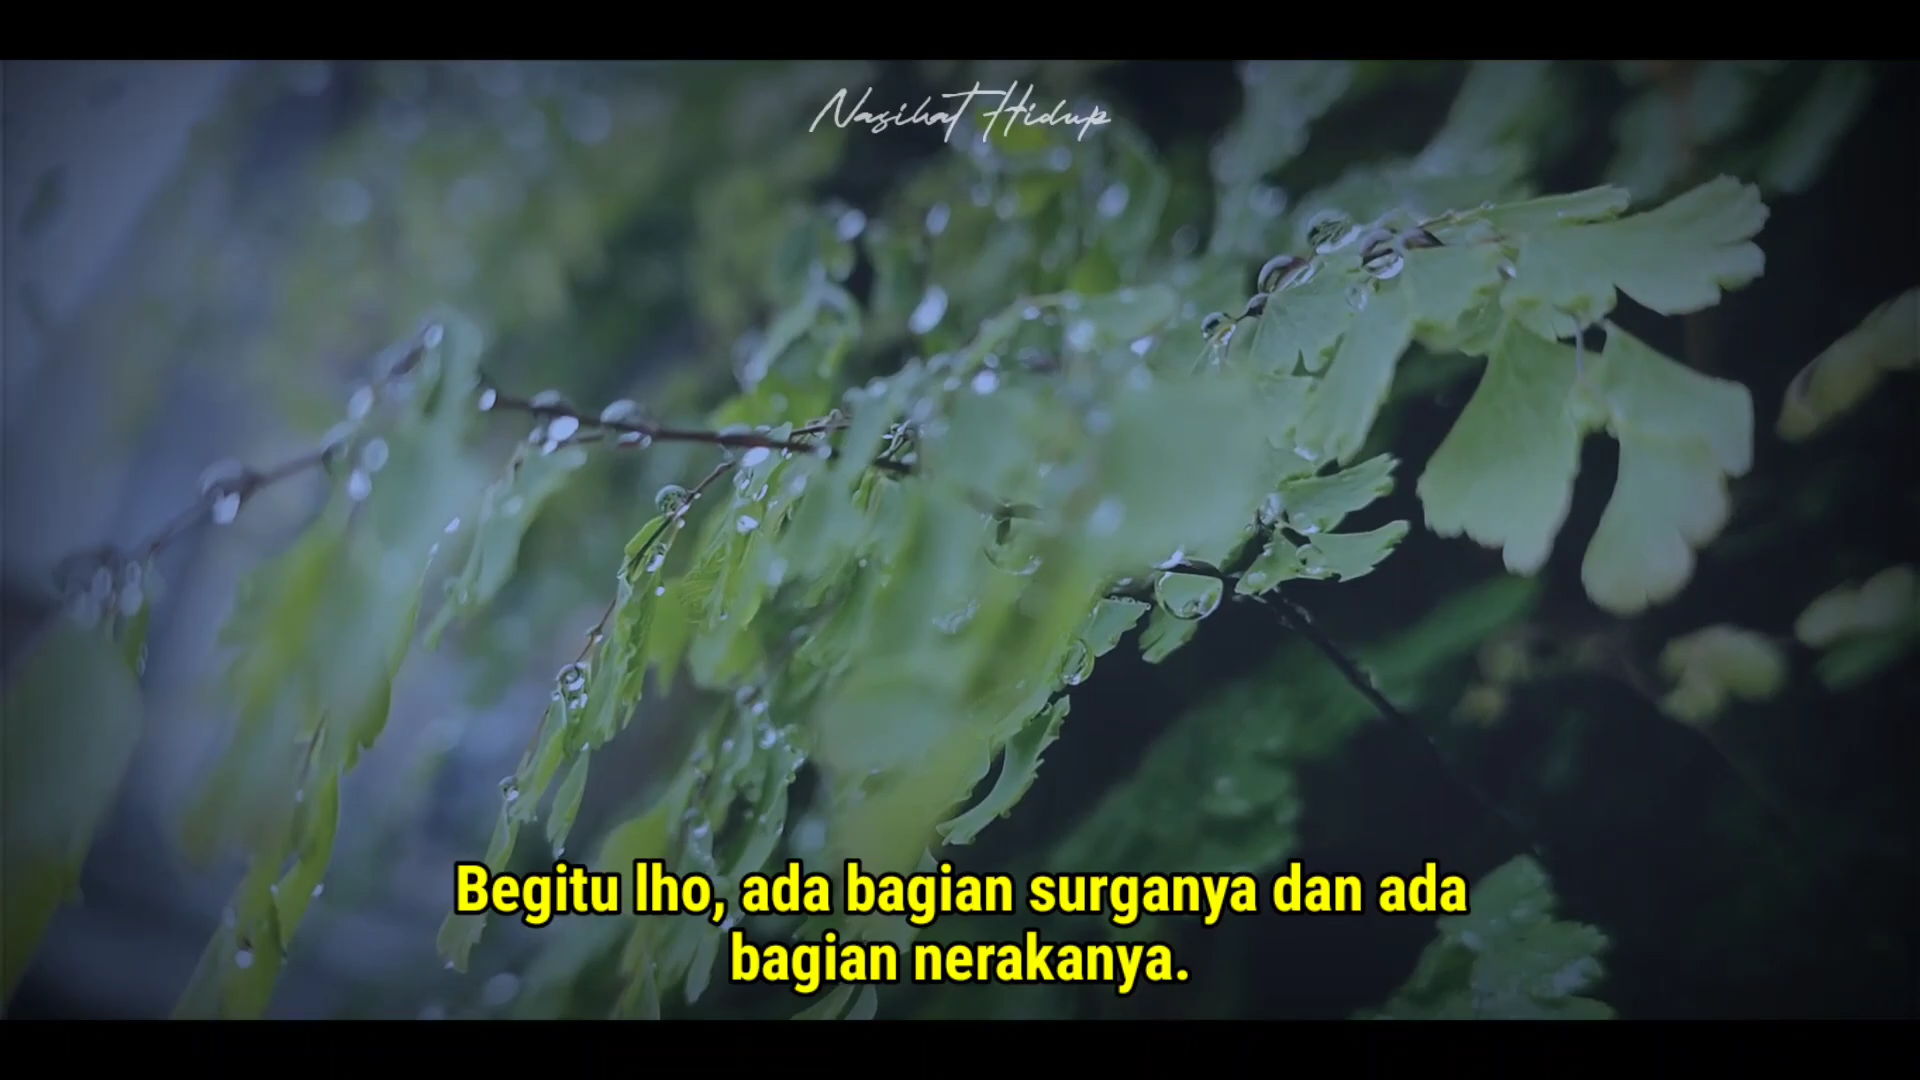 Nasihat Hidup
Begitu lho, ada bagian surganya dan ada
bagian nerakanya.